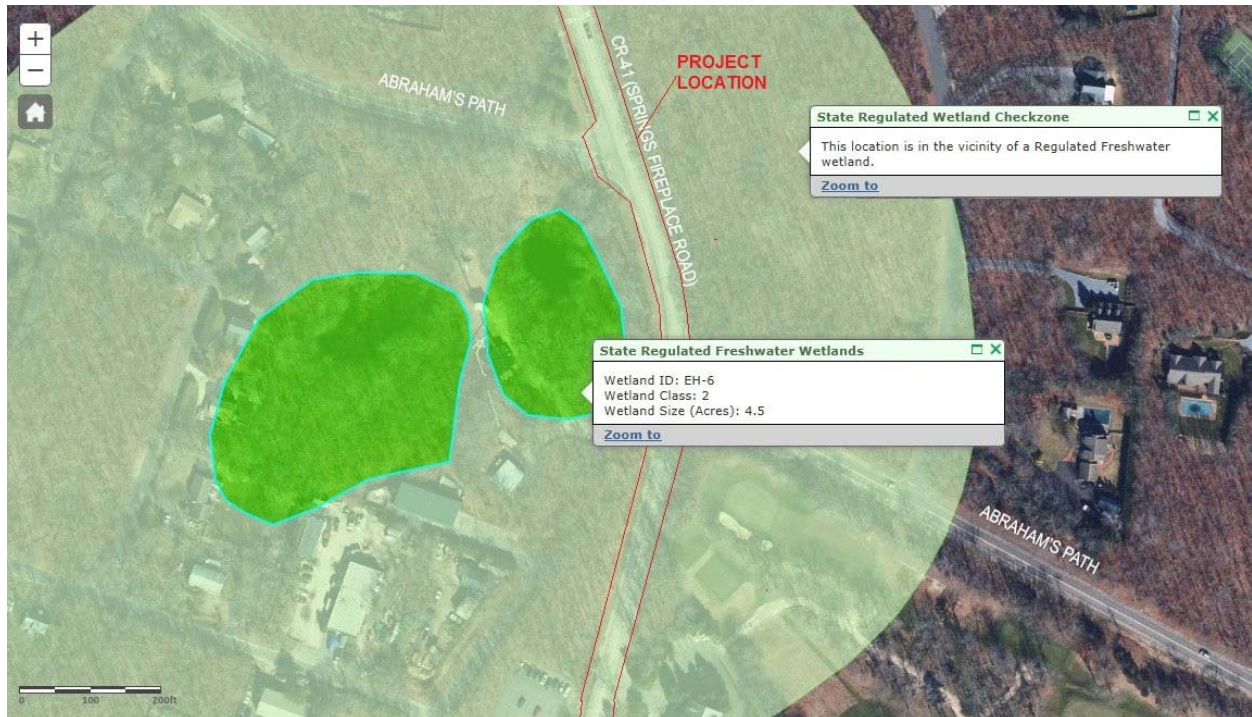 +
−
ABRAHAM'S PATH
CR-41 (SPRINGS FIREPLACE ROAD)
PROJECT
LOCATION
State Regulated Wetland Checkzone
This location is in the vicinity of a Regulated Freshwater
wetland.
Zoom to
State Regulated Freshwater Wetlands
Wetland ID: EH-6
Wetland Class: 2
Wetland Size (Acres): 4.5
Zoom to
ABRAHAM'S PATH
0 100 200ft